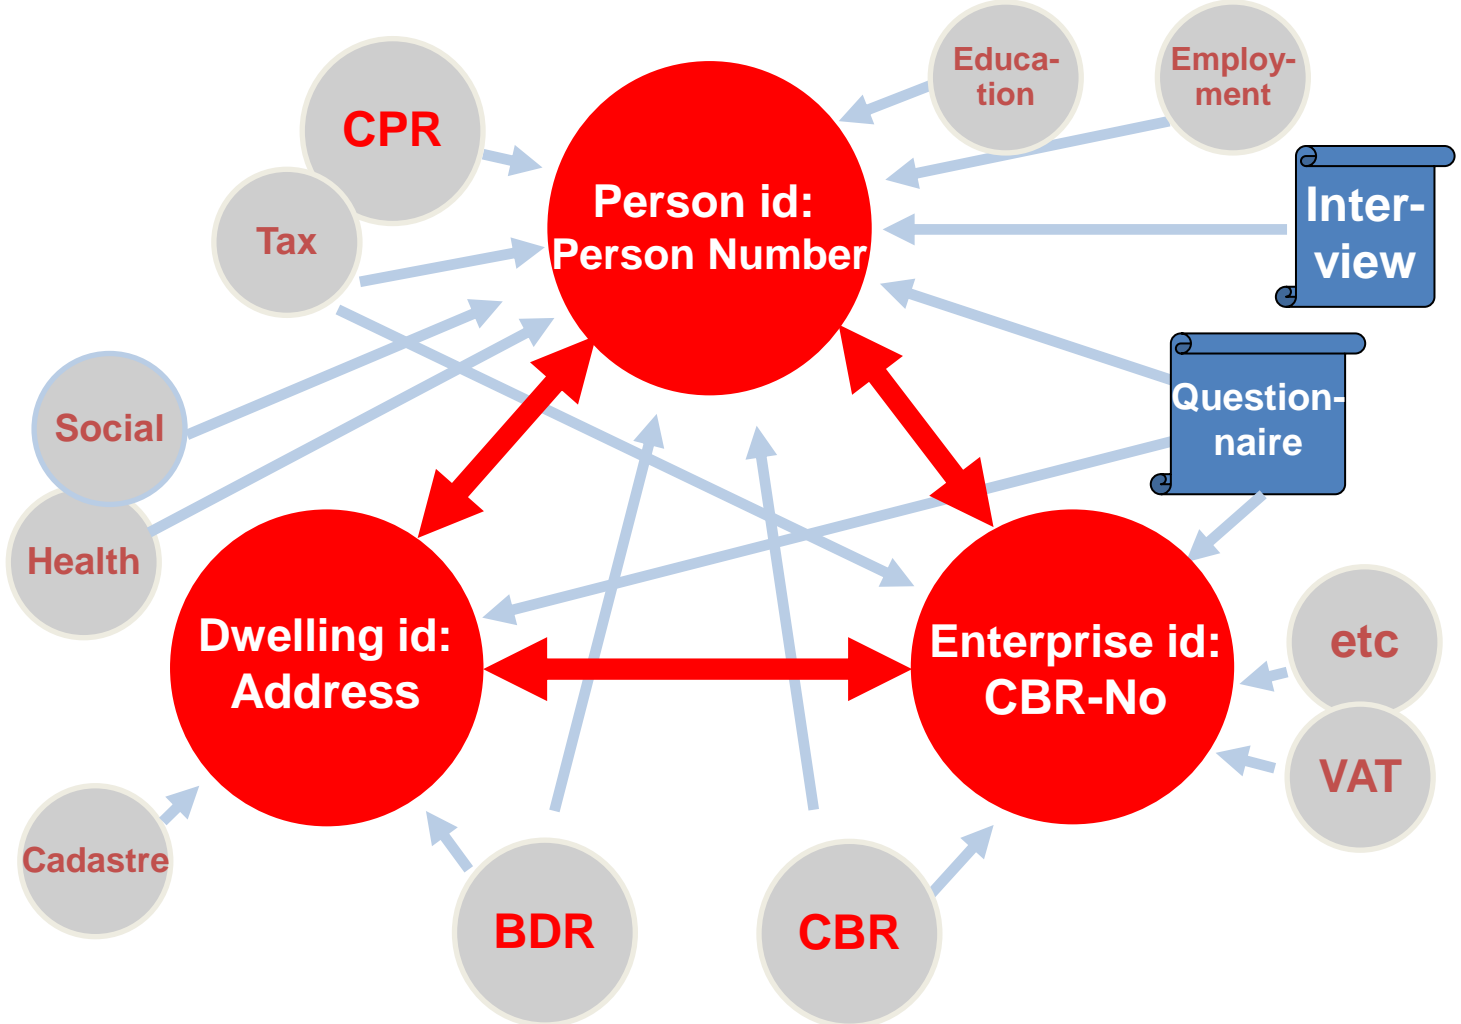 Educa-
tion
Employ-
ment
CPR
Person id:
Person Number
Inter-
view
Tax
Question-
naire
Social
Health
Dwelling id:
Address
Enterprise id:
CBR-No
etc
VAT
Cadastre
BDR
CBR